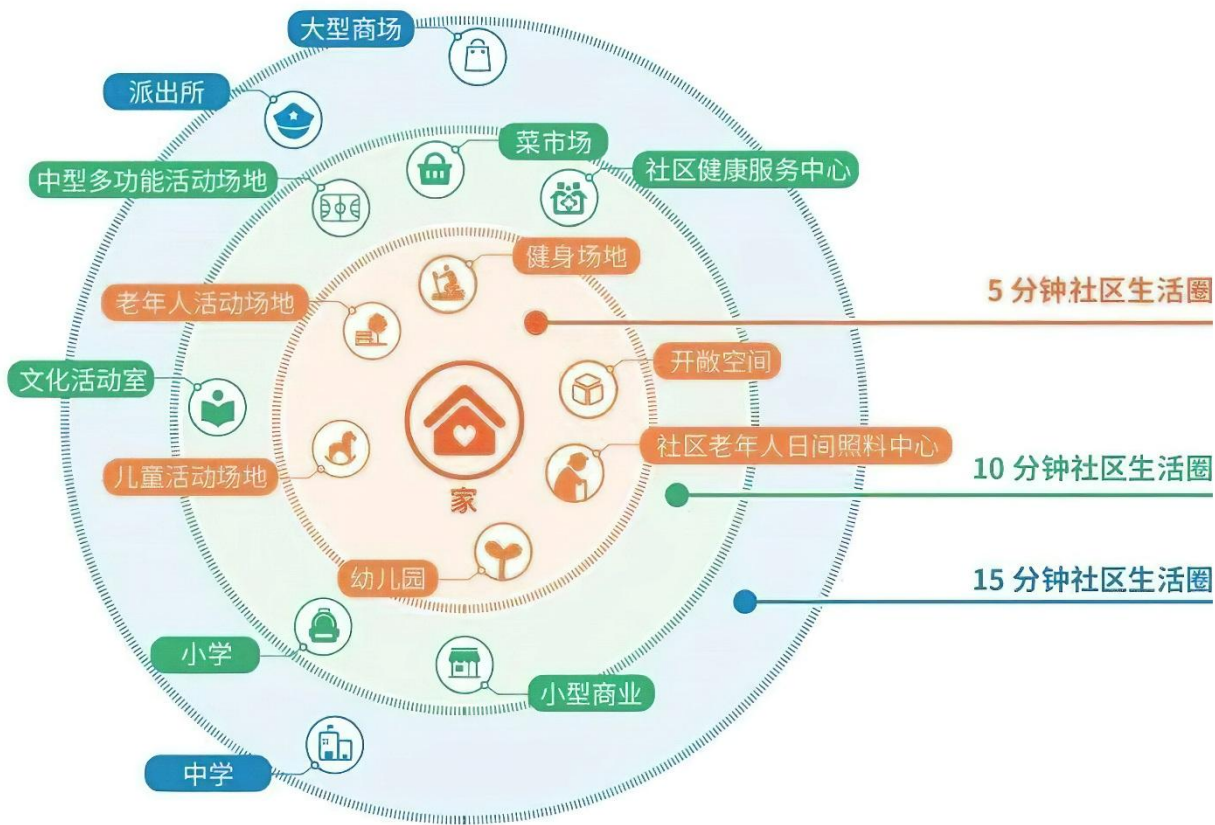 大型商场
派出所
菜市场
中型多功能活动场地
社区健康服务中心
健身场地
老年人活动场地
5 分钟社区生活圈
开敞空间
文化活动室
社区老年人日间照料中心
儿童活动场地
10 分钟社区生活圈
家
幼儿园
15 分钟社区生活圈
小学
小型商业
中学